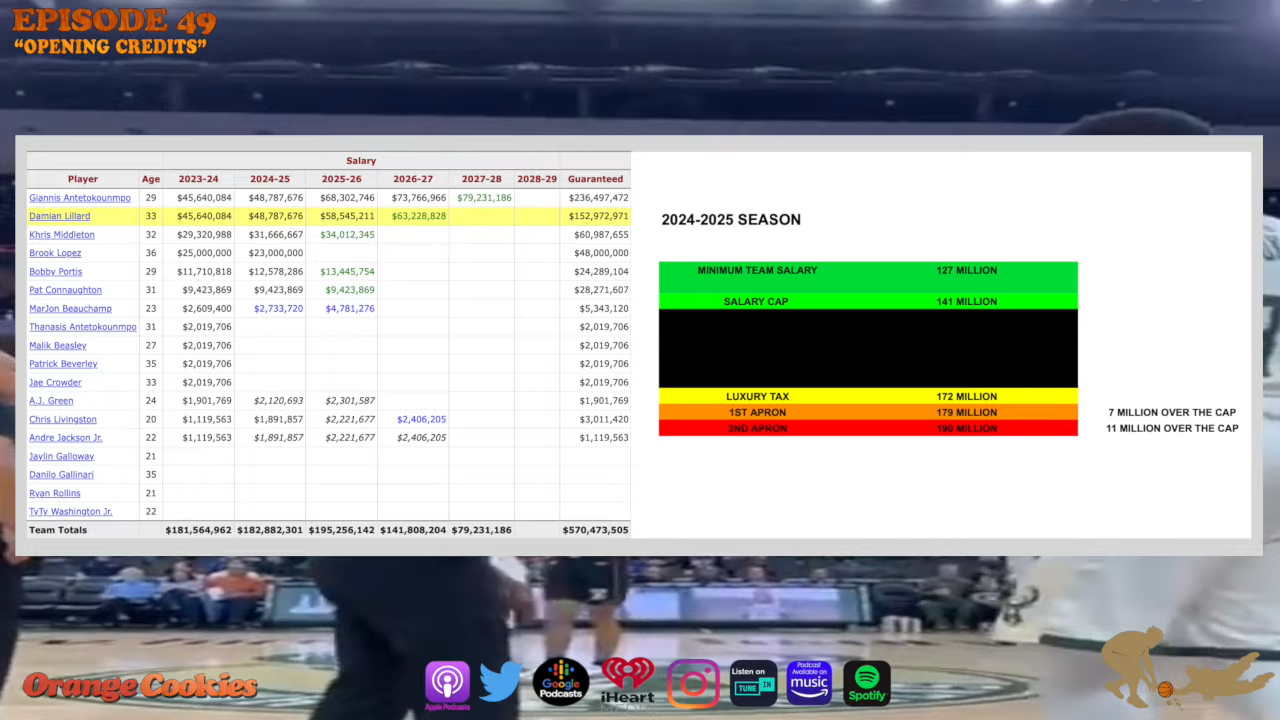 EPISODE 49
“OPENING CREDITS”
Salary
Player Age 2023-24 2024-25 2025-26 2026-27 2027-28 2028-29 Guaranteed
Giannis Antetokounmpo 29 $45,640,084 $48,787,676 $68,302,746 $73,766,966 $79,231,186 $236,497,472
Damian Lillard 33 $45,640,084 $48,787,676 $58,545,211 $63,228,828 $152,972,971
Khris Middleton 32 $29,320,988 $31,666,667 $34,012,345 $60,987,655
Brook Lopez 36 $25,000,000 $23,000,000 $48,000,000
Bobby Portis 29 $11,710,818 $12,578,286 $13,445,754 $24,289,104
Pat Connaughton 31 $9,423,869 $9,423,869 $9,423,869 $28,271,607
MarJon Beauchamp 23 $2,609,400 $2,733,720 $4,781,276 $5,343,120
Thanasis Antetokounmpo 31 $2,019,706 $2,019,706
Malik Beasley 27 $2,019,706 $2,019,706
Patrick Beverley 35 $2,019,706 $2,019,706
Jae Crowder 33 $2,019,706 $2,019,706
A.J. Green 24 $1,901,769 $2,120,693 $2,301,587 $1,901,769
Chris Livingston 20 $1,119,563 $1,891,857 $2,221,677 $2,406,205 $3,011,420
Andre Jackson Jr. 22 $1,119,563 $1,891,857 $2,221,677 $2,406,205 $1,119,563
Jaylin Galloway 21
Danilo Gallinari 35
Ryan Rollins 21
TyTy Washington Jr. 22
Team Totals $181,564,962 $182,882,301 $195,256,142 $141,808,204 $79,231,186 $570,473,505
2024-2025 SEASON
MINIMUM TEAM SALARY 127 MILLION
SALARY CAP 141 MILLION
LUXURY TAX 172 MILLION
1ST APRON 179 MILLION 7 MILLION OVER THE CAP
2ND APRON 190 MILLION 11 MILLION OVER THE CAP
Orange Cookies
Apple Podcasts
Google Podcasts
iHeart
Listen on
TUNE IN
Podcast
Available on
music
Spotify